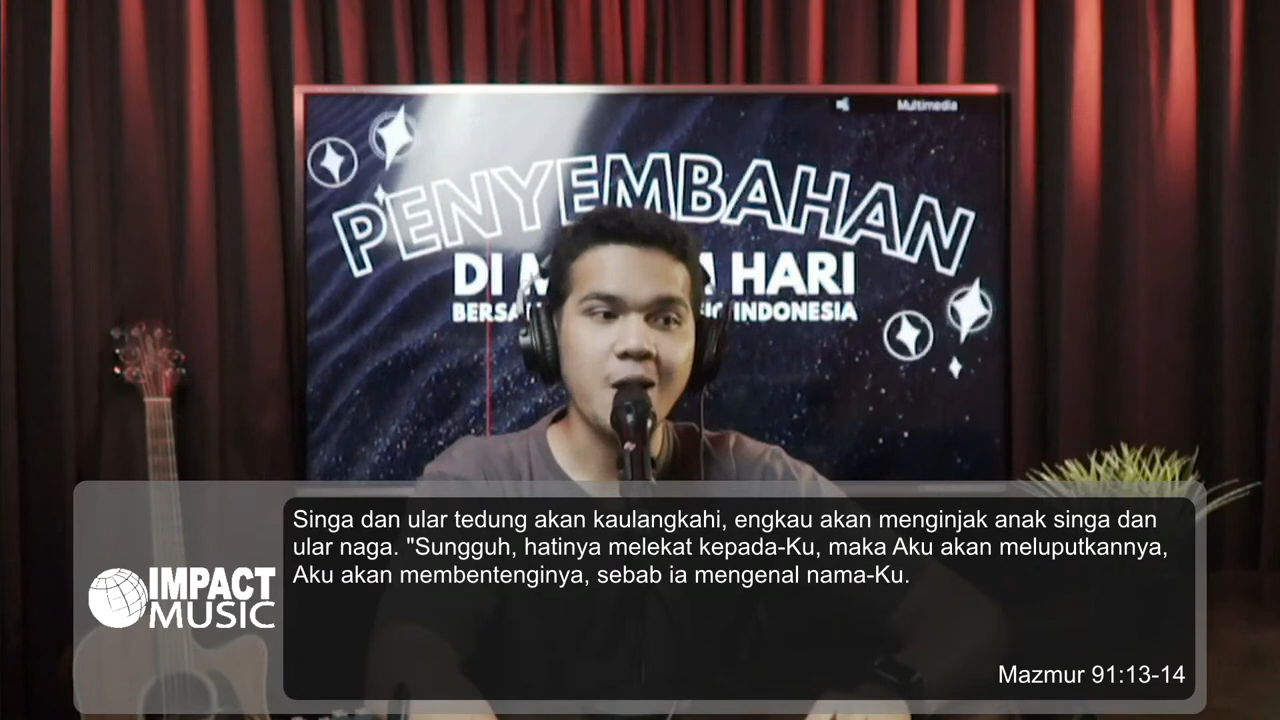 Multimedia
PENYEMBAHAN
DI HARI
INDONESIA
Singa dan ular tedung akan kaulangkahi, engkau akan menginjak anak singa dan
ular naga. "Sungguh, hatinya melekat kepada-Ku, maka Aku akan meluputkannya,
Aku akan membentenginya, sebab ia mengenal nama-Ku.
IMPACT
MUSIC
Mazmur 91:13-14